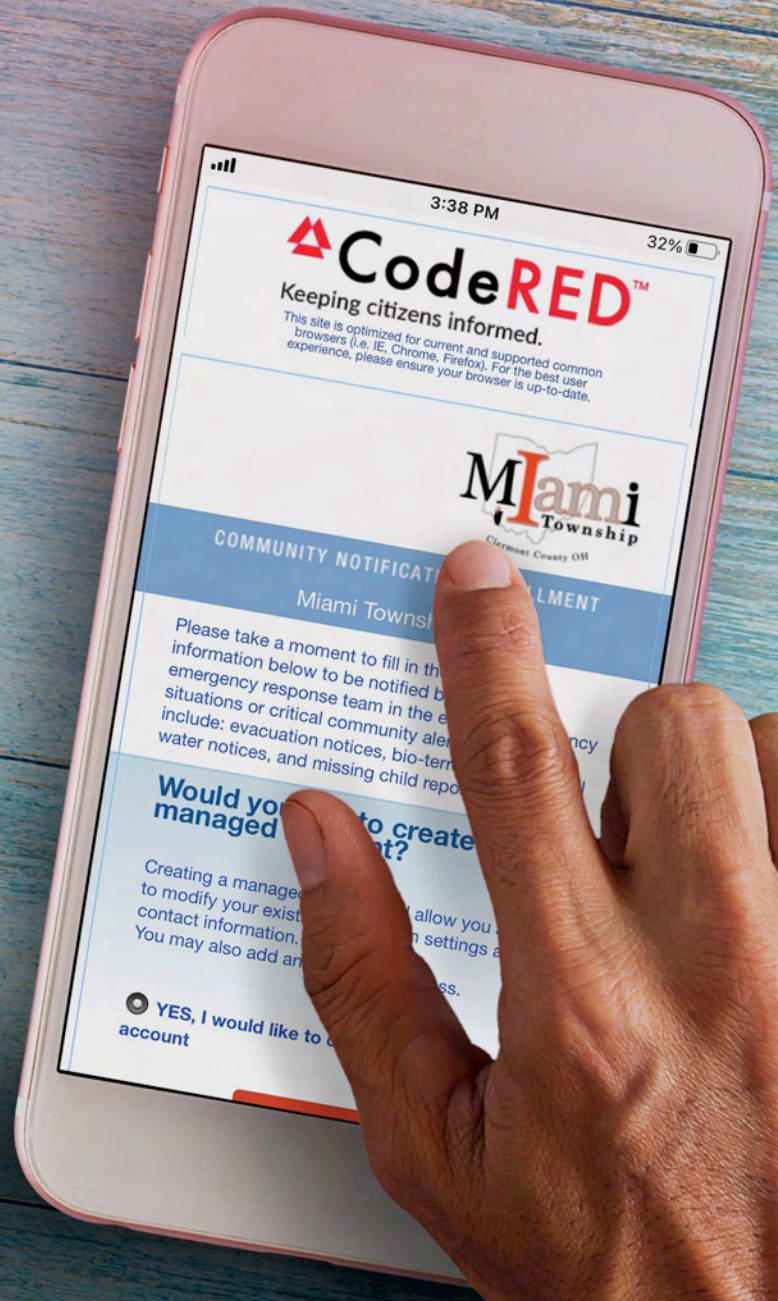 3:38 PM
32%
CodeRED™
Keeping citizens informed.
This site is optimized for current and supported common
browsers (i.e. IE, Chrome, Firefox). For the best user
experience, please ensure your browser is up-to-date.
MIami
Township
Clermont County OH
COMMUNITY NOTIFICAT LMENT
Miami Townsh
Please take a moment to fill in th
information below to be notified b
emergency response team in the e ncy
situations or critical community aler
include: evacuation notices, bio-terr
water notices, and missing child repo
Would yo to create
managed nt?
Creating a manage allow you
to modify your exist n settings a
contact information.
You may also add an ss.
YES, I would like to
account